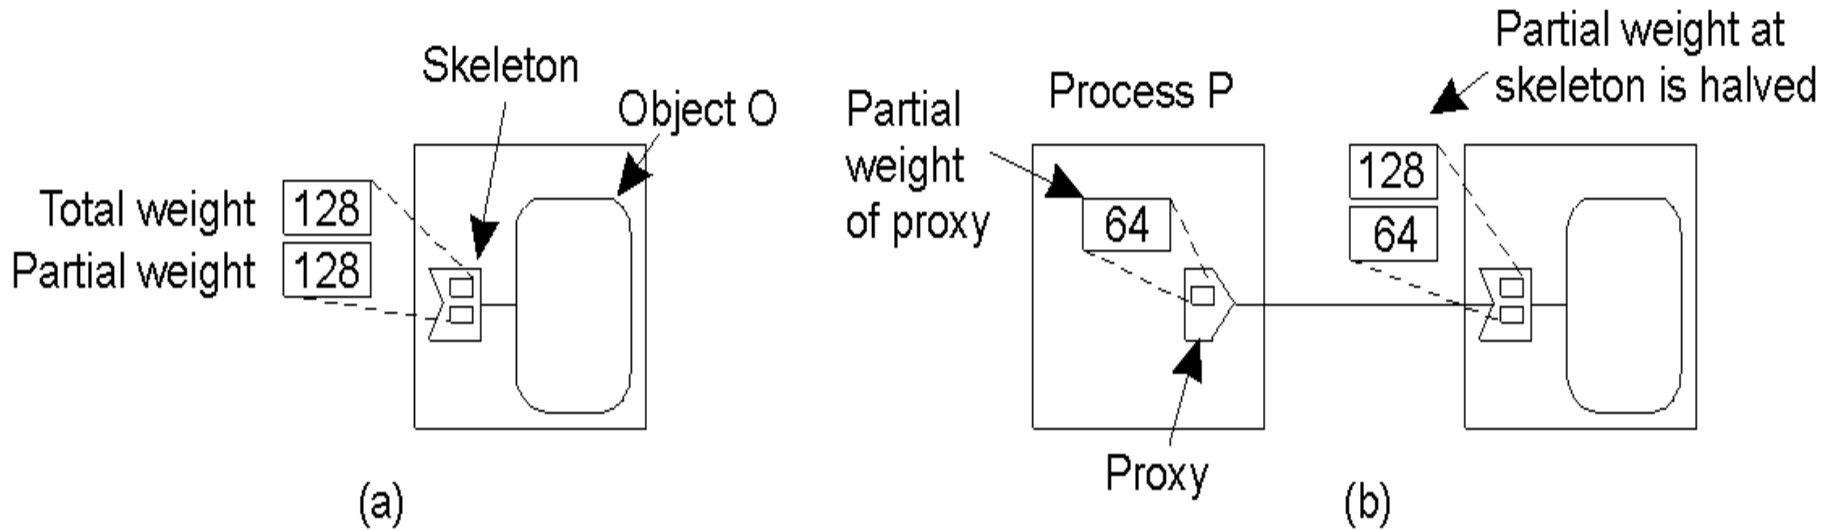 Skeleton
Object O
Total weight
128
Partial weight
128
(a)
Partial
weight
of proxy
Process P
64
Proxy
Partial weight at
skeleton is halved
128
64
(b)